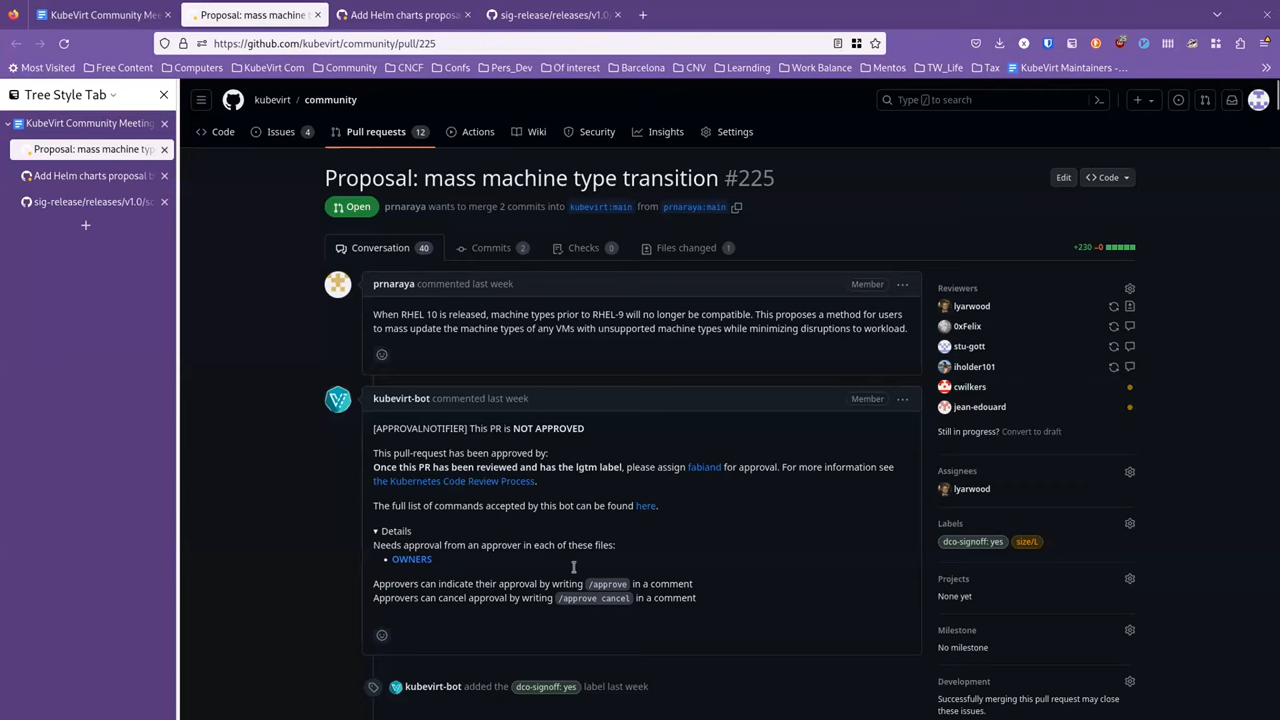 KubeVirt Community Mee
Proposal: mass machine t
Add Helm charts proposa
sig-release/releases/v1.0/
https://github.com/kubevirt/community/pull/225
Most Visited
Free Content
Computers
KubeVirt Com
Community
CNCF
Confs
Pers_Dev
Of interest
Barcelona
CNV
Learnding
Work Balance
Mentos
TW_Life
Tax
KubeVirt Maintainers -…
Tree Style Tab
KubeVirt Community Meeting
Proposal: mass machine typ
Add Helm charts proposal b
sig-release/releases/v1.0/sc
kubevirt / community
Type / to search
Code
Issues 4
Pull requests 12
Actions
Wiki
Security
Insights
Settings
Proposal: mass machine type transition #225
Edit
Code
Open
prnaraya wants to merge 2 commits into kubevirt:main from prnaraya:main
Conversation 40
Commits 2
Checks 0
Files changed 1
+230 −0
prnaraya commented last week
Member
When RHEL 10 is released, machine types prior to RHEL-9 will no longer be compatible. This proposes a method for users
to mass update the machine types of any VMs with unsupported machine types while minimizing disruptions to workload.
kubevirt-bot commented last week
Member
[APPROVALNOTIFIER] This PR is NOT APPROVED
This pull-request has been approved by:
Once this PR has been reviewed and has the lgtm label, please assign fabiand for approval. For more information see
the Kubernetes Code Review Process.
The full list of commands accepted by this bot can be found here.
Details
Needs approval from an approver in each of these files:
OWNERS
Approvers can indicate their approval by writing /approve in a comment
Approvers can cancel approval by writing /approve cancel in a comment
kubevirt-bot added the dco-signoff: yes label last week
Reviewers
lyarwood
0xFelix
stu-gott
iholder101
cwilkers
jean-edouard
Still in progress? Convert to draft
Assignees
lyarwood
Labels
dco-signoff: yes
size/L
Projects
None yet
Milestone
No milestone
Development
Successfully merging this pull request may close
these issues.